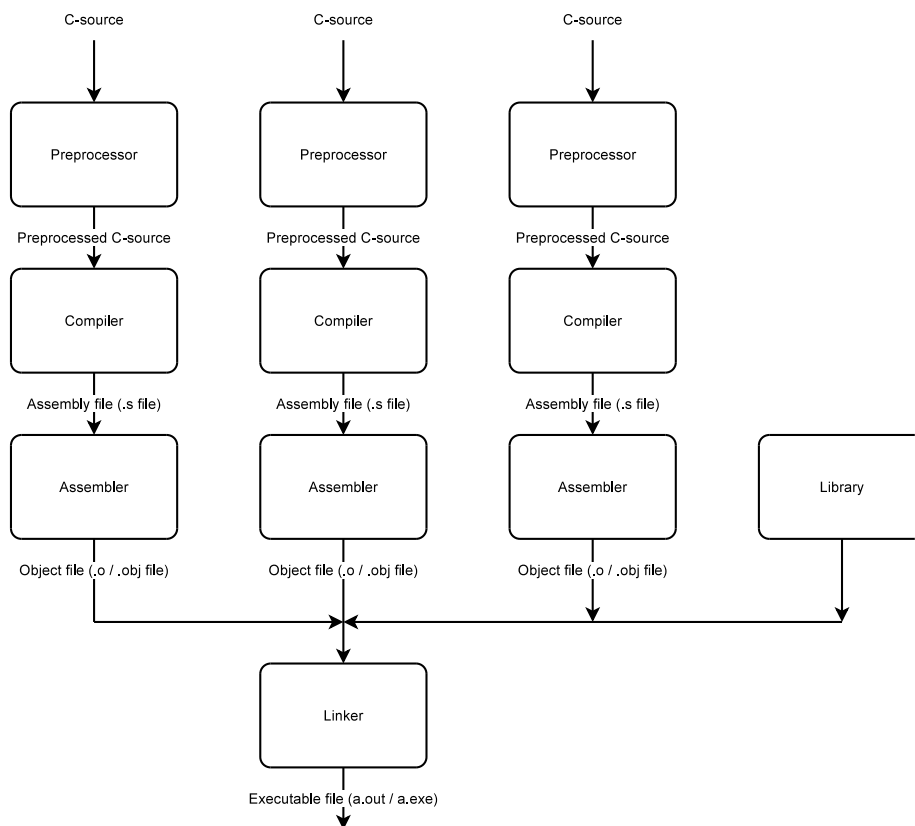 C-source
C-source
C-source
Preprocessor
Preprocessor
Preprocessor
Preprocessed C-source
Preprocessed C-source
Preprocessed C-source
Compiler
Compiler
Compiler
Assembly file (.s file)
Assembly file (.s file)
Assembly file (.s file)
Assembler
Assembler
Assembler
Library
Object file (.o / .obj file)
Object file (.o / .obj file)
Object file (.o / .obj file)
Linker
Executable file (a.out / a.exe)